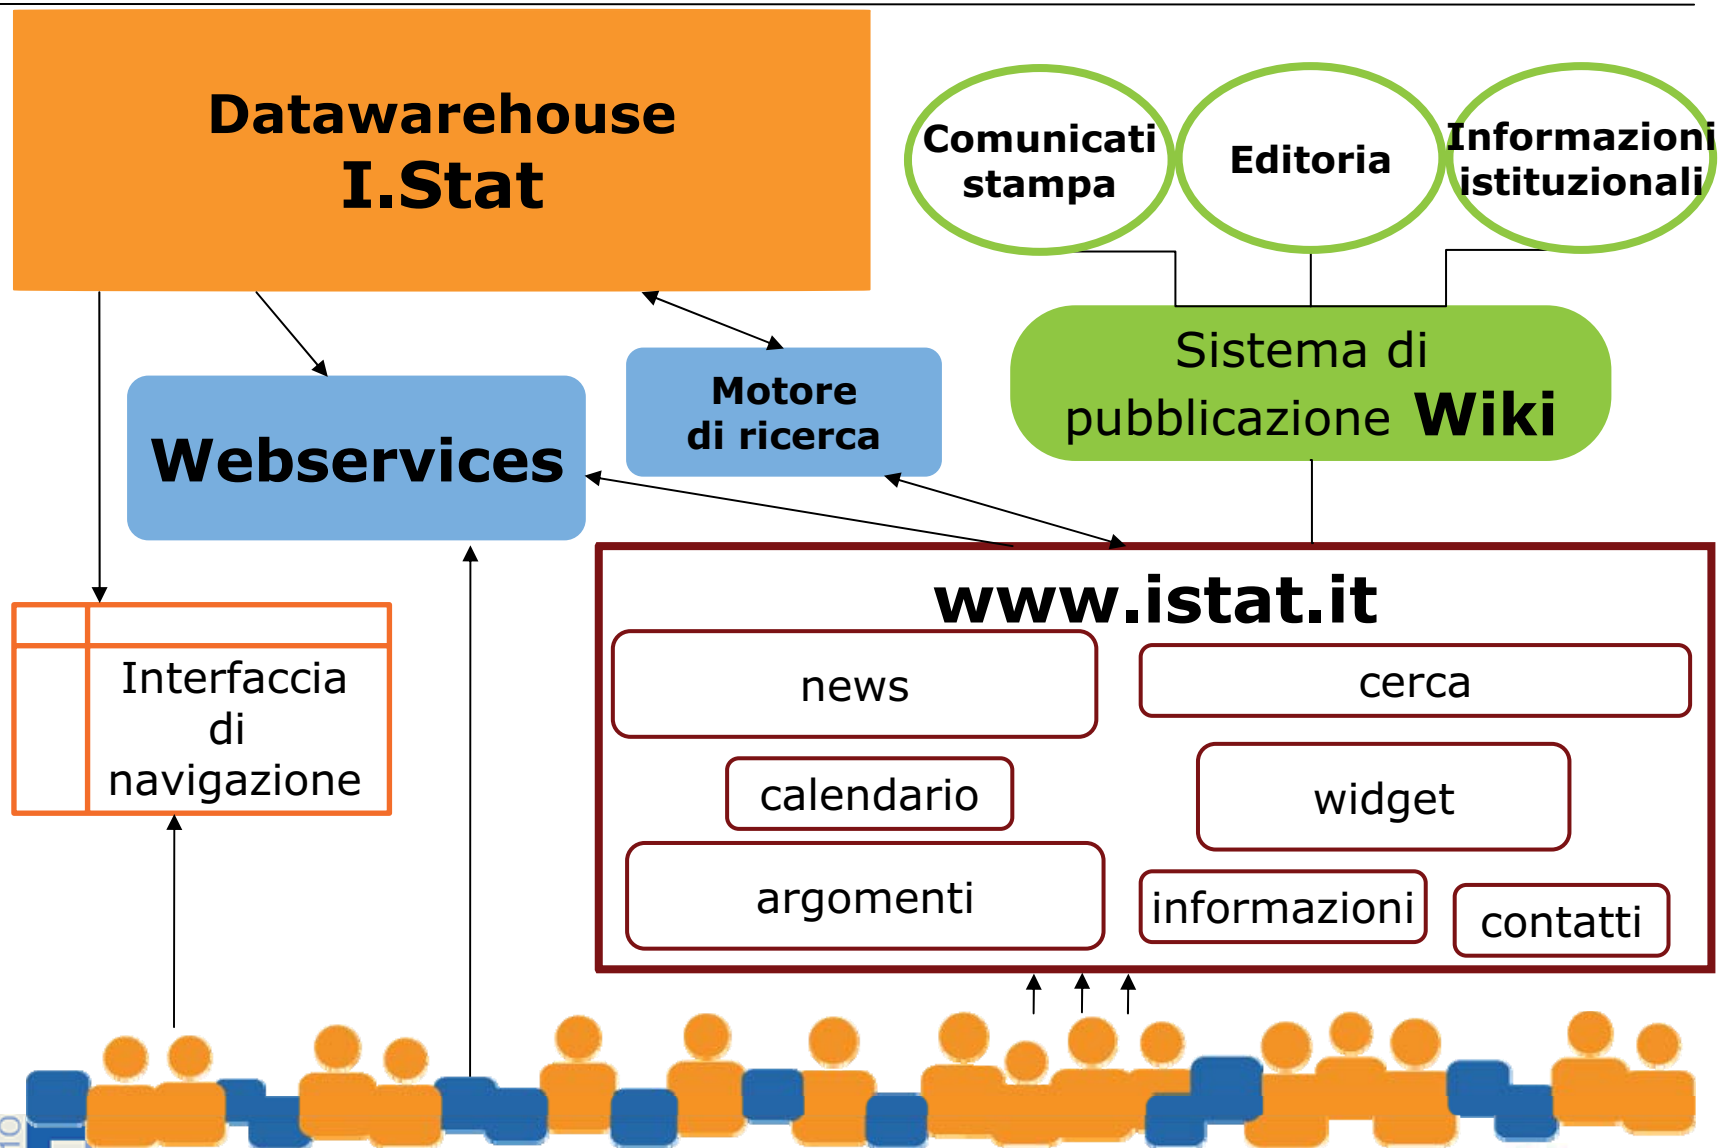 Datawarehouse
I.Stat
Comunicati
stampa
Editoria
Informazioni
istituzionali
Sistema di
pubblicazione Wiki
Motore
di ricerca
Webservices
www.istat.it
Interfaccia
di
navigazione
news
cerca
calendario
widget
argomenti
informazioni
contatti
10